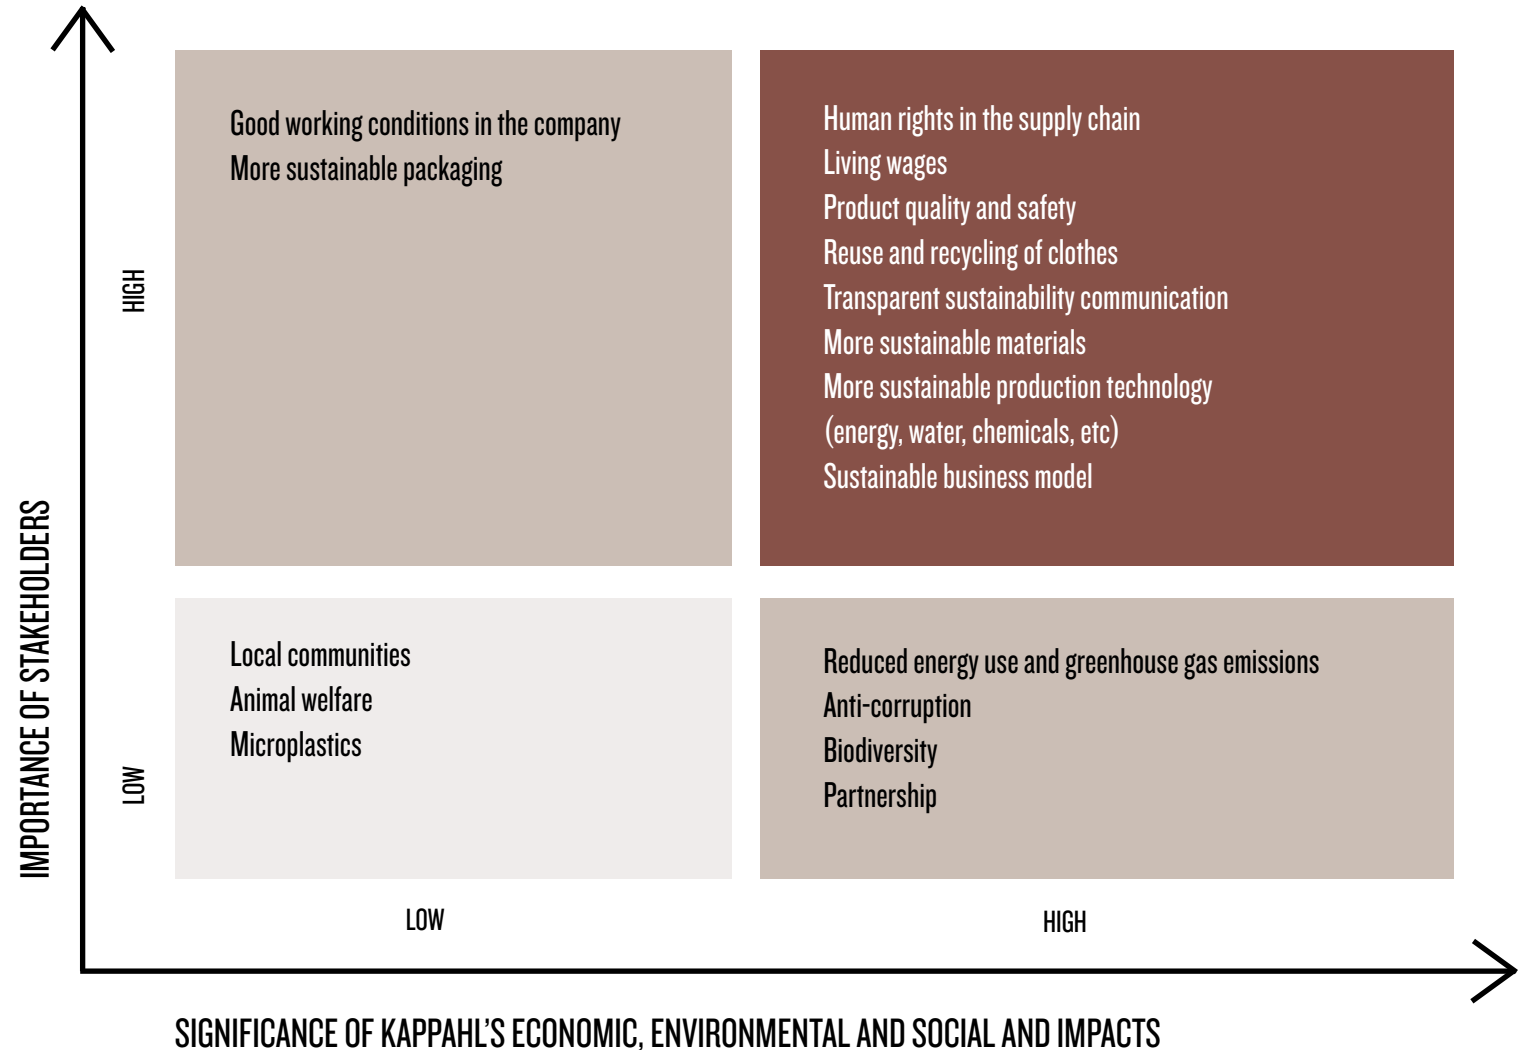 Good working conditions in the company
More sustainable packaging
Human rights in the supply chain
Living wages
Product quality and safety
Reuse and recycling of clothes
Transparent sustainability communication
More sustainable materials
More sustainable production technology
(energy, water, chemicals, etc)
Sustainable business model
HIGH
IMPORTANCE OF STAKEHOLDERS
LOW
Local communities
Animal welfare
Microplastics
Reduced energy use and greenhouse gas emissions
Anti-corruption
Biodiversity
Partnership
LOW
HIGH
SIGNIFICANCE OF KAPPAHL’S ECONOMIC, ENVIRONMENTAL AND SOCIAL AND IMPACTS